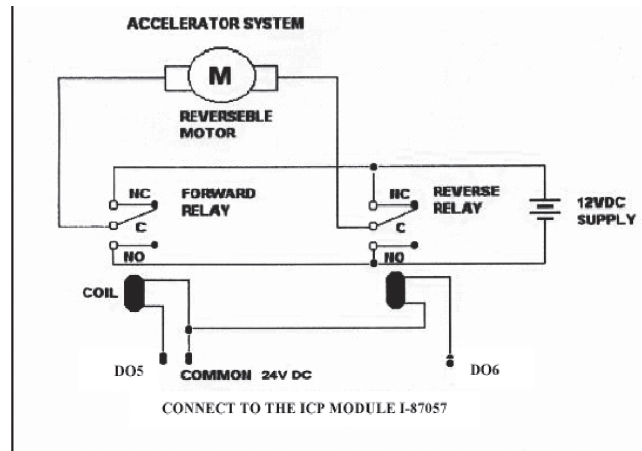 ACCELERATOR SYSTEM
M
REVERSEBLE
MOTOR
NC
FORWARD
RELAY
C
NO
NC
REVERSE
RELAY
C
NO
12VDC
SUPPLY
COIL
DO5
COMMON 24V DC
DO6
CONNECT TO THE ICP MODULE I-87057